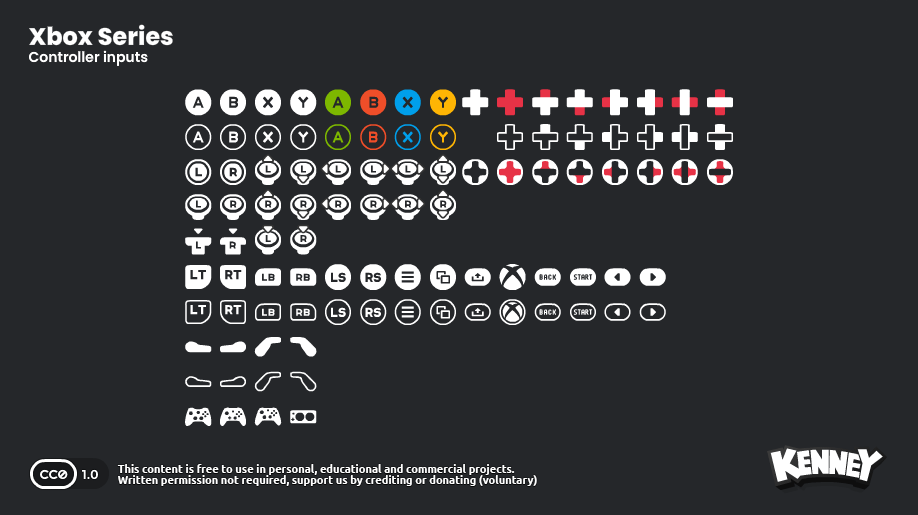 Xbox Series
Controller inputs
A B X Y A B X Y
A B X Y A B X Y
L R L L L L L L
L R R R R R R R
L R L R
LT RT LB RB LS RS BACK START
LT RT LB RB LS RS BACK START
CC0 1.0
This content is free to use in personal, educational and commercial projects.
Written permission not required, support us by crediting or donating (voluntary)
KENNEY